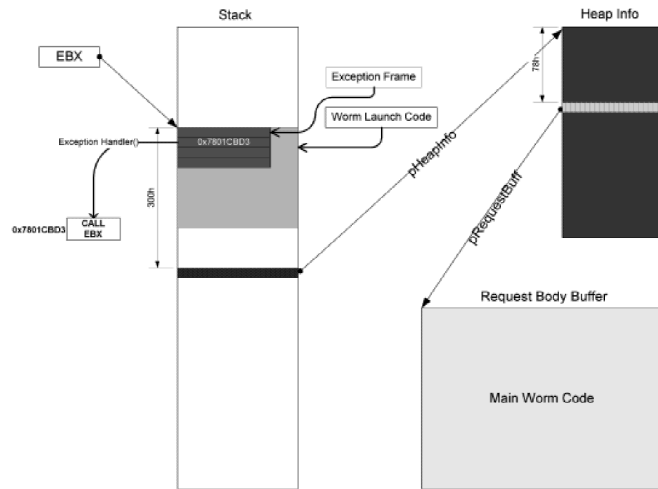 Stack
Heap Info
EBX
78h
Exception Frame
Worm Launch Code
Exception Handler()
0x7801CBD3
300h
pHeapInfo
0x7801CBD3
CALL
EBX
pRequestBuff
Request Body Buffer
Main Worm Code